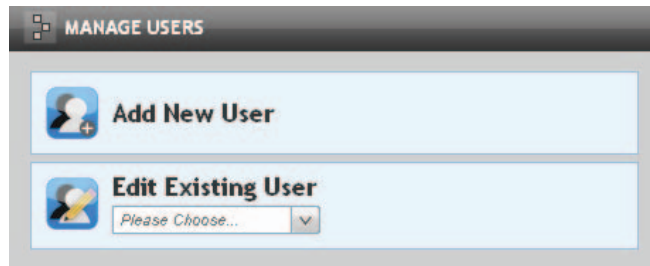 MANAGE USERS
Add New User
Edit Existing User
Please Choose...